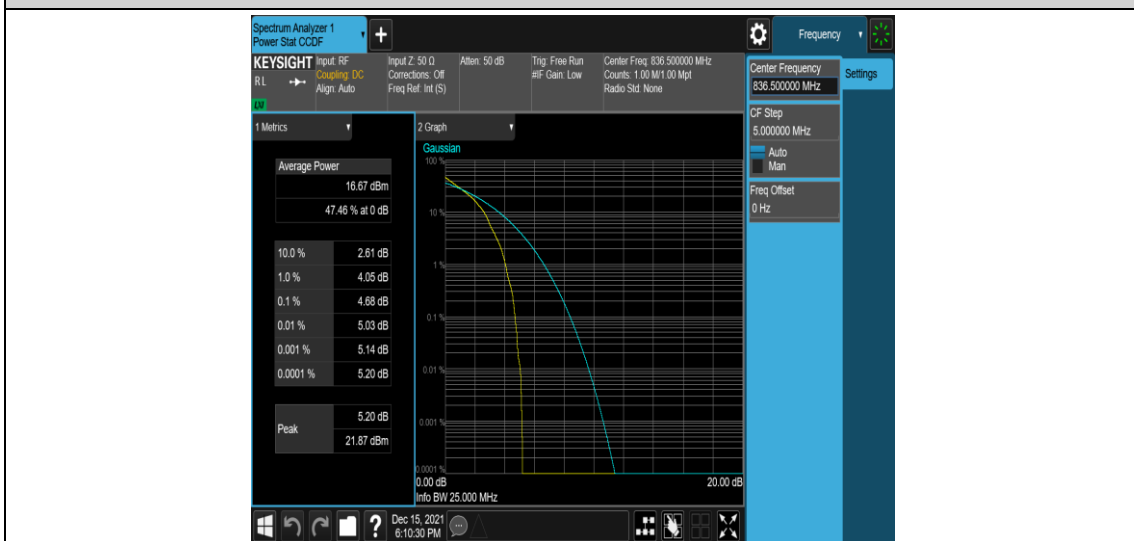 Spectrum Analyzer 1
Power Stat CCDF
Frequency
KEYSIGHT
RL
LXI
Input: RF
Coupling: DC
Align: Auto
Input Z: 50 Ω
Corrections: Off
Freq Ref: Int (S)
Atten: 50 dB
Trig: Free Run
#IF Gain: Low
Center Freq: 836.500000 MHz
Counts: 1.00 M/1.00 Mpt
Radio Std: None
Center Frequency
836.500000 MHz
Settings
CF Step
5.000000 MHz
Auto
Man
Freq Offset
0 Hz
1 Metrics
Average Power
16.67 dBm
47.46 % at 0 dB
10.0 % 2.61 dB
1.0 % 4.05 dB
0.1 % 4.68 dB
0.01 % 5.03 dB
0.001 % 5.14 dB
0.0001 % 5.20 dB
Peak
5.20 dB
21.87 dBm
2 Graph
Gaussian
100 %
10 %
1 %
0.1 %
0.01 %
0.001 %
0.0001 %
0.00 dB 20.00 dB
Info BW 25.000 MHz
?
Dec 15, 2021
6:10:30 PM